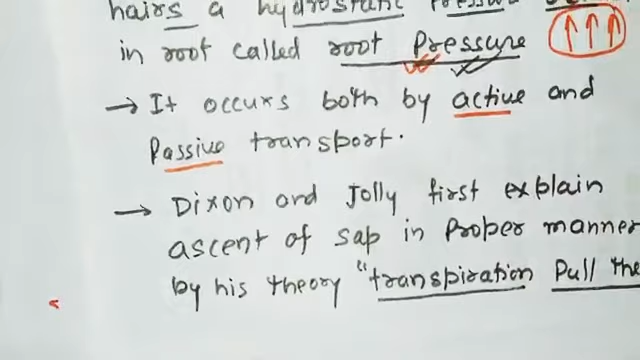 hairs a hydrostatic Pressure
in root called root Pressure
→ It occurs both by active and
Passive transport.
→ Dixon and Jolly first explain
ascent of sap in Proper manner
by his theory "transpiration Pull the